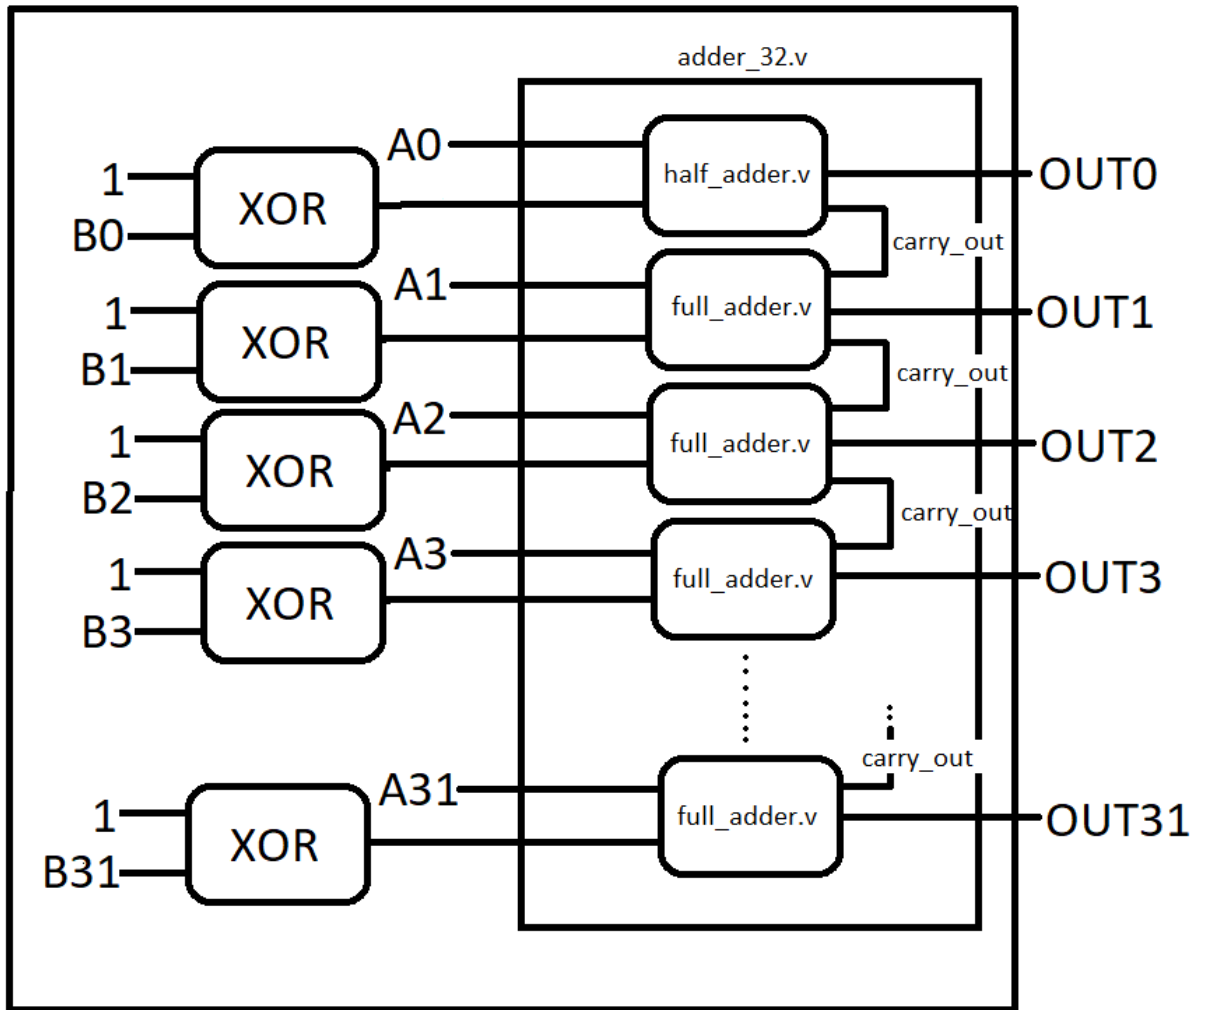 adder_32.v
A0
1
XOR
half_adder.v
OUT0
B0
carry_out
A1
1
XOR
full_adder.v
OUT1
B1
carry_out
A2
1
XOR
full_adder.v
OUT2
B2
carry_out
A3
1
XOR
full_adder.v
OUT3
B3
carry_out
A31
1
XOR
full_adder.v
OUT31
B31